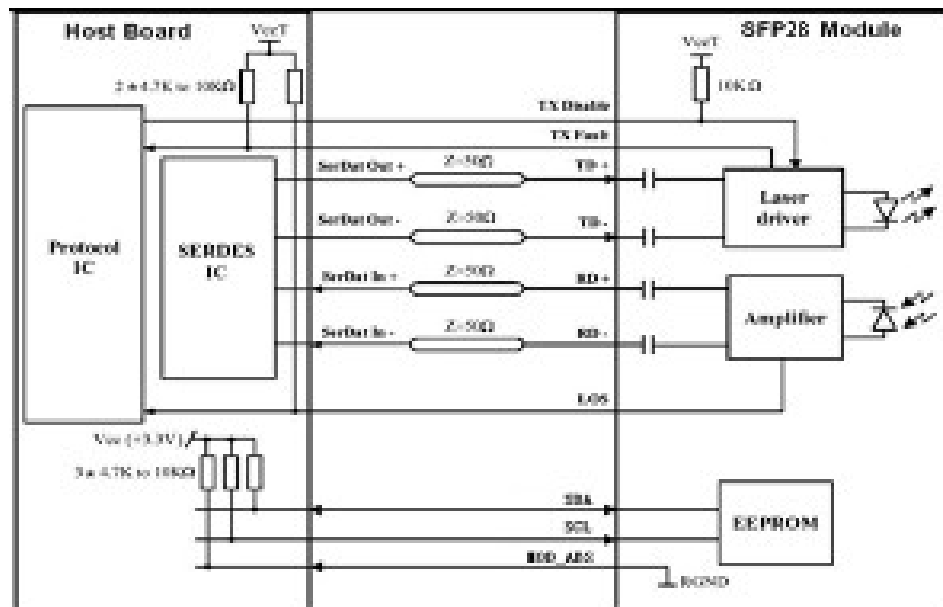 Host Board
SFP28 Module
VccT
VccT
2 × 4.7K to 10KΩ
10KΩ
TX Disable
TX Fault
SerDat Out +
Z=50Ω
TD +
Laser driver
SerDat Out -
Z=50Ω
TD -
Protocol IC
SERDES IC
SerDat In +
Z=50Ω
RD +
Amplifier
SerDat In -
Z=50Ω
RD -
LOS
Vcc (+3.3V)
3 × 4.7K to 10KΩ
SDA
EEPROM
SCL
MOD_ABS
RGND